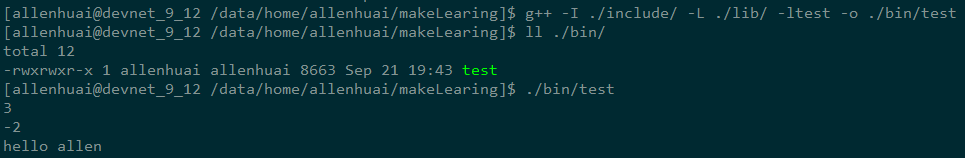 [allenhuai@devnet_9_12 /data/home/allenhuai/makeLearing]$ g++ -I ./include/ -L ./lib/ -ltest -o ./bin/test
[allenhuai@devnet_9_12 /data/home/allenhuai/makeLearing]$ ll ./bin/
total 12
-rwxrwxr-x 1 allenhuai allenhuai 8663 Sep 21 19:43 test
[allenhuai@devnet_9_12 /data/home/allenhuai/makeLearing]$ ./bin/test
3
-2
hello allen